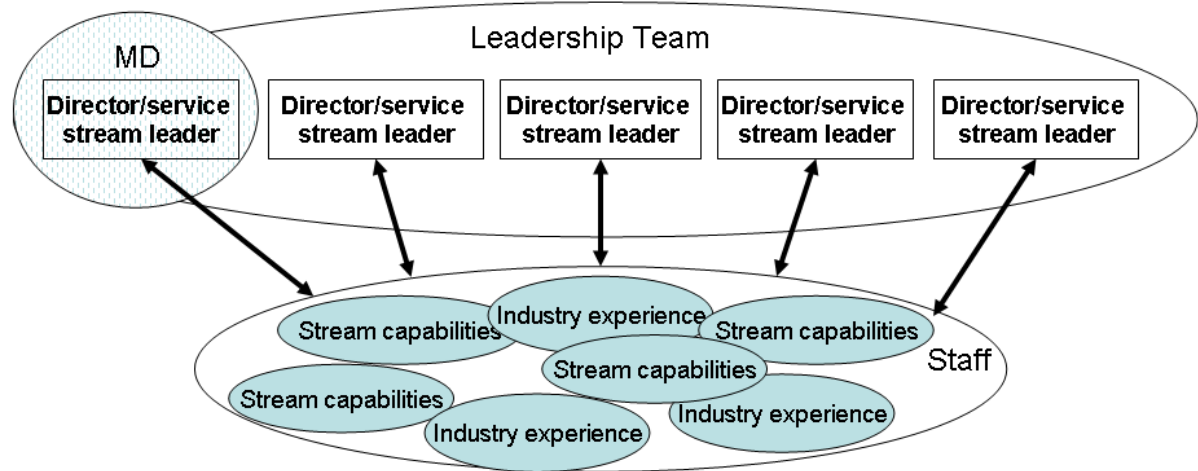 Leadership Team
MD
Director/service
stream leader
Director/service
stream leader
Director/service
stream leader
Director/service
stream leader
Director/service
stream leader
Industry experience
Stream capabilities
Stream capabilities
Staff
Stream capabilities
Stream capabilities
Industry experience
Industry experience